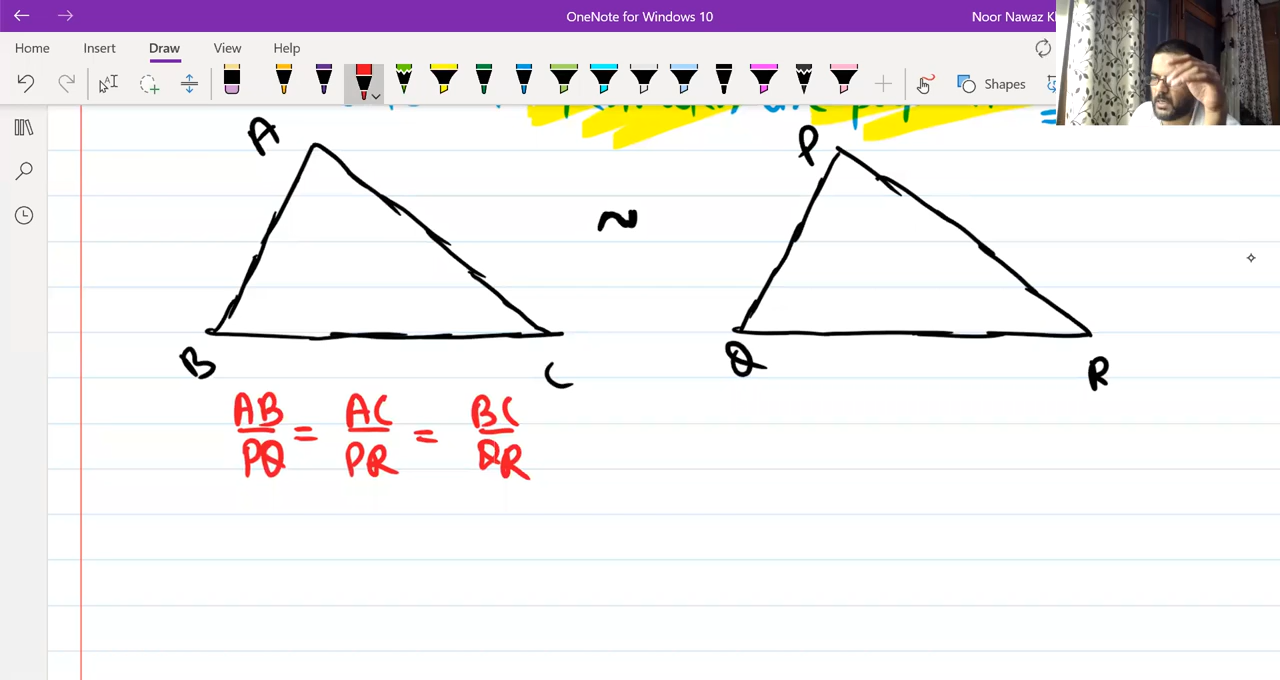 OneNote for Windows 10
Noor Nawaz
Home Insert Draw View Help
Shapes
A
P
~
B
C
Q
R
AB/PQ = AC/PR = BC/QR